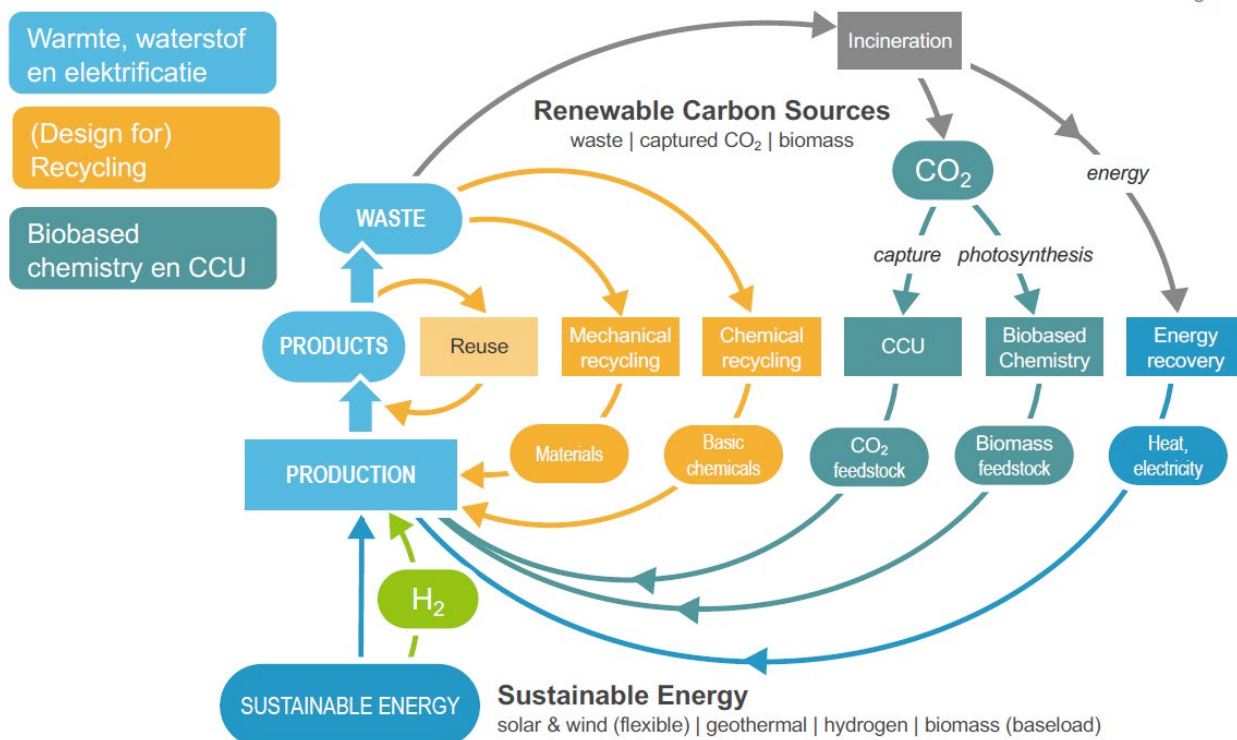 Warmte, waterstof
en elektrificatie
(Design for)
Recycling
Biobased
chemistry en CCU
Incineration
Renewable Carbon Sources
waste | captured CO₂ | biomass
CO₂
energy
WASTE
capture
photosynthesis
PRODUCTS
Reuse
Mechanical
recycling
Chemical
recycling
CCU
Biobased
Chemistry
Energy
recovery
Materials
Basic
chemicals
CO₂
feedstock
Biomass
feedstock
Heat,
electricity
PRODUCTION
H₂
SUSTAINABLE ENERGY
Sustainable Energy
solar & wind (flexible) | geothermal | hydrogen | biomass (baseload)